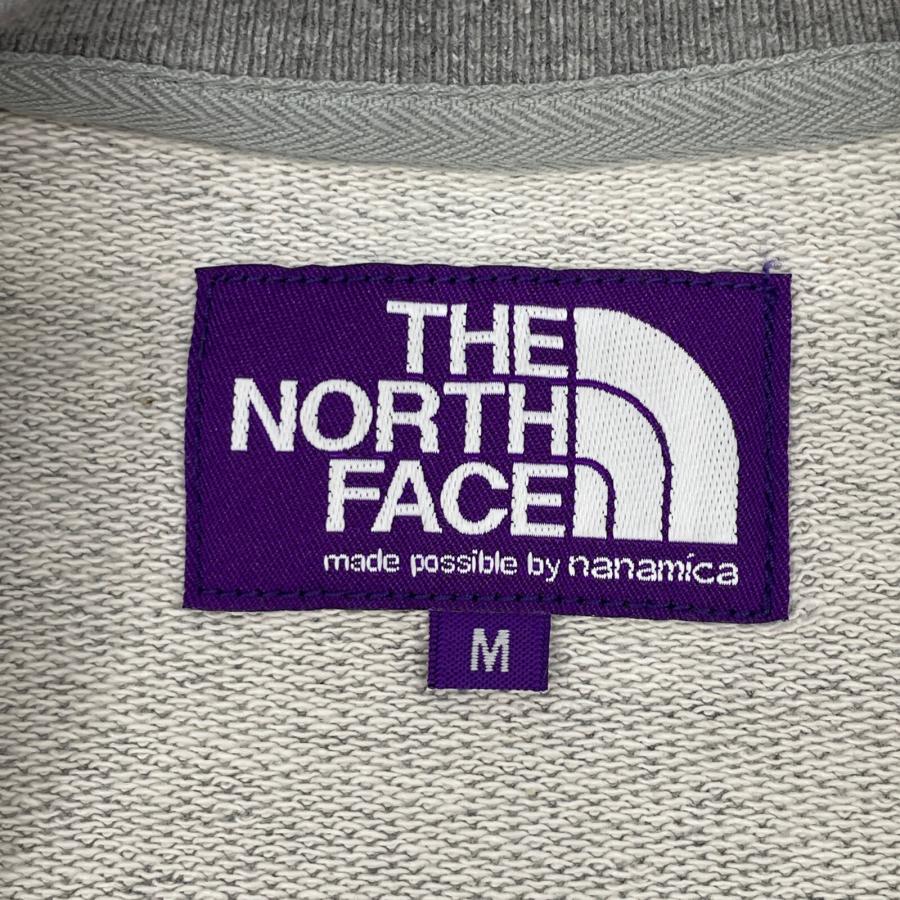 THE
NORTH
FACE
made possible by nanamica
M